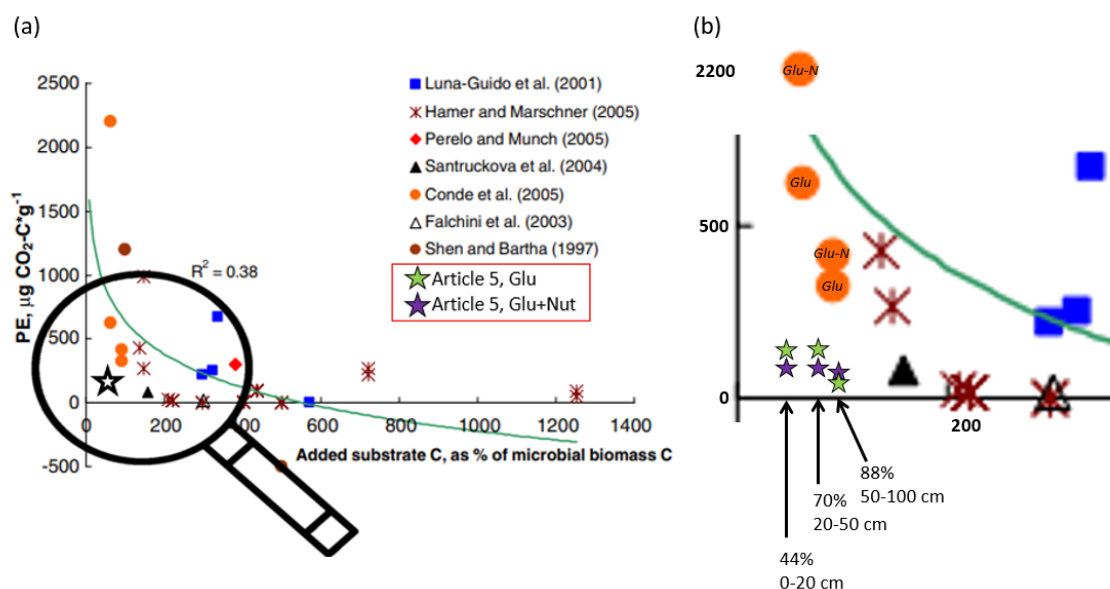 (a)
2500
2000
1500
1000
500
0
-500
PE, µg CO2-C*g-1
0 200 400 600 800 1000 1200 1400
Added substrate C, as % of microbial biomass C
R2 = 0.38
Luna-Guido et al. (2001)
Hamer and Marschner (2005)
Perelo and Munch (2005)
Santruckova et al. (2004)
Conde et al. (2005)
Falchini et al. (2003)
Shen and Bartha (1997)
Article 5, Glu
Article 5, Glu+Nut
(b)
2200
500
0
Glu-N
Glu
Glu-N
Glu
200
88%
50-100 cm
70%
20-50 cm
44%
0-20 cm